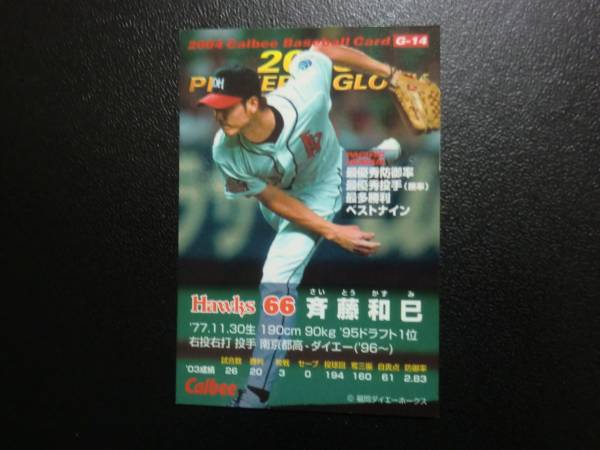 2004 Calbee Baseball Card G-14
最優秀防御率
最優秀投手(勝率)
最多勝利
ベストナイン
さい とう かず み
Hawks 66 斉藤和巳
'77.11.30生 190cm 90kg '95ドラフト1位
右投右打 投手 南京都高-ダイエー('96～)
試合数 勝利 敗戦 セーブ 投球回 奪三振 自責点 防御率
'03成績 26 20 3 0 194 160 61 2.83
Calbee
© 福岡ダイエーホークス